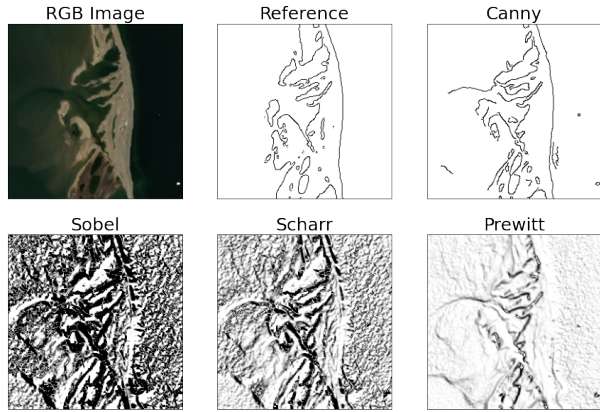 RGB Image
Reference
Canny
Sobel
Scharr
Prewitt